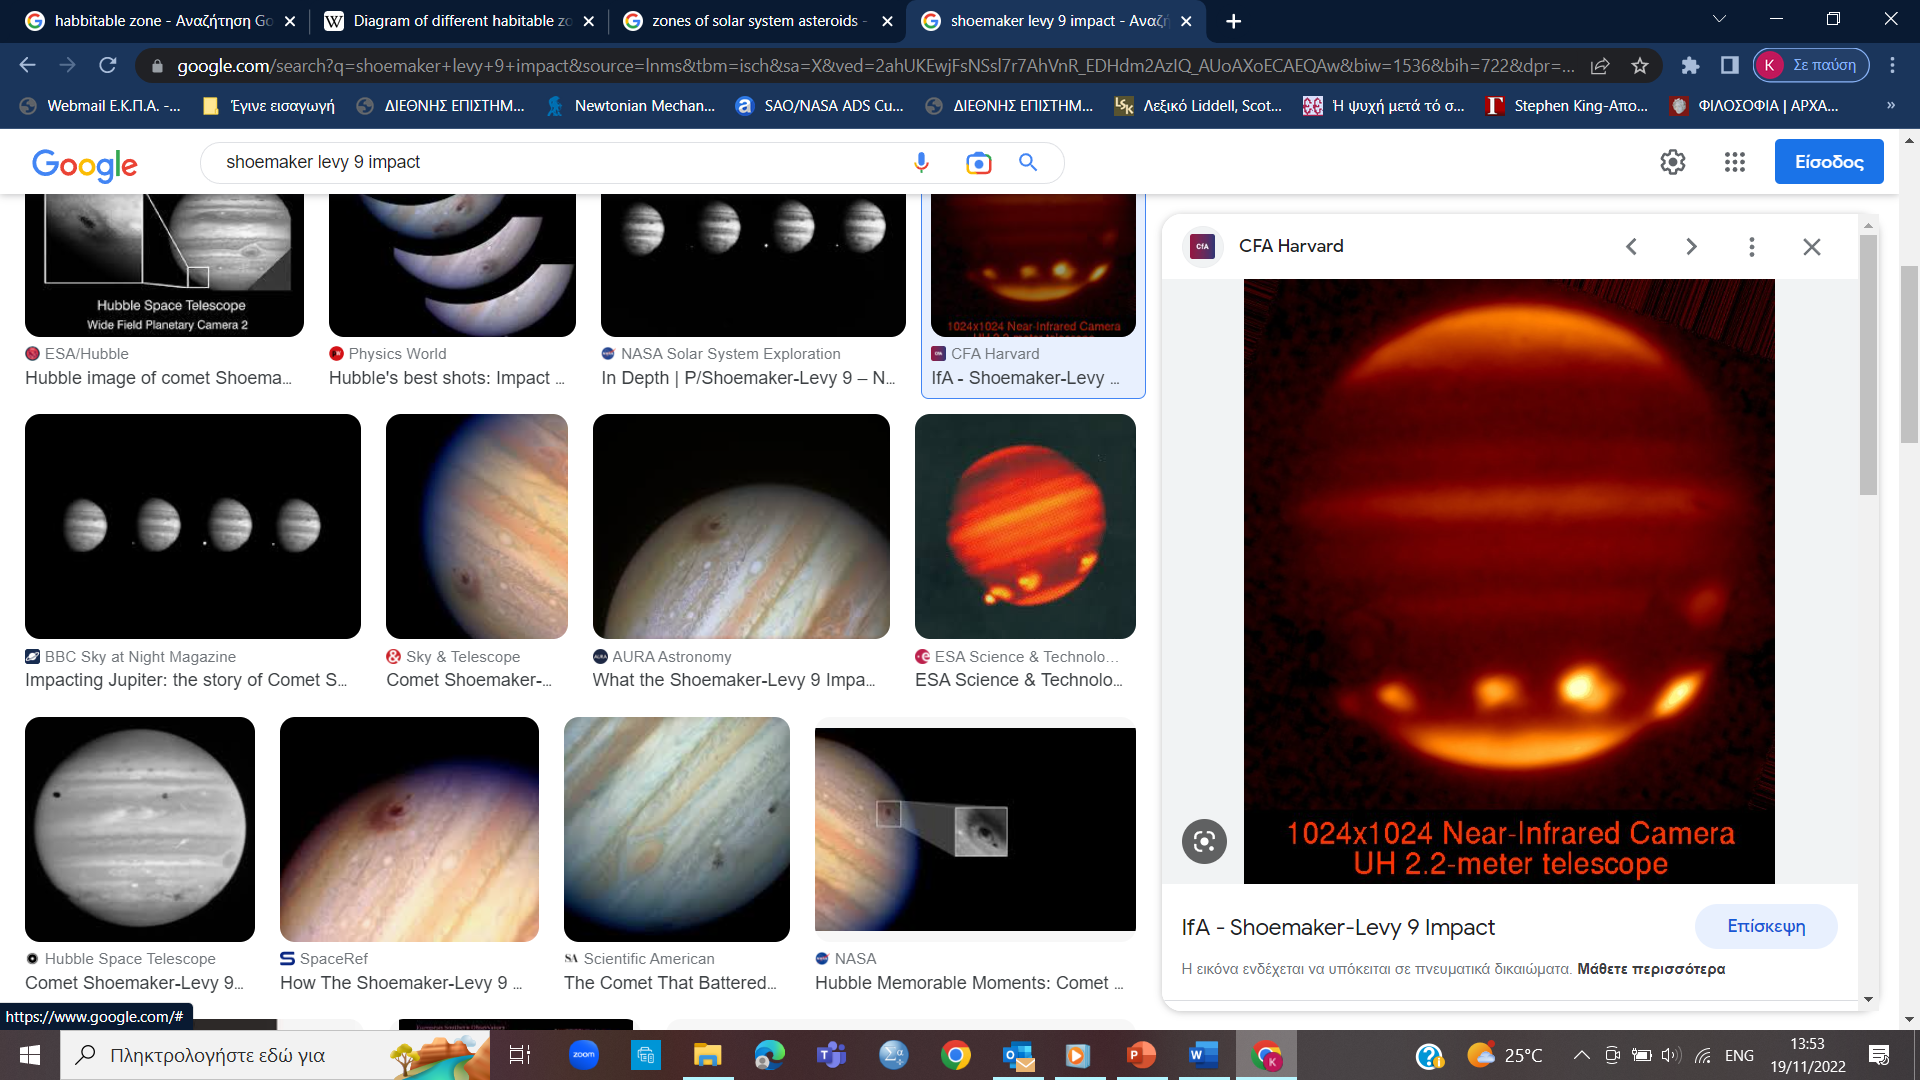 habbitable zone - Αναζήτηση Go
Diagram of different habitable zo
zones of solar system asteroids -
shoemaker levy 9 impact - Αναζή
google.com/search?q=shoemaker+levy+9+impact&source=lnms&tbm=isch&sa=X&ved=2ahUKEwjFsNSsl7r7AhVnR_EDHdm2AzIQ_AUoAXoECAEQAw&biw=1536&bih=722&dpr=...
K Σε παύση
Webmail Ε.Κ.Π.Α. -...
Έγινε εισαγωγή
ΔΙΕΘΝΗΣ ΕΠΙΣΤΗΜ...
Newtonian Mechan...
SAO/NASA ADS Cu...
ΔΙΕΘΝΗΣ ΕΠΙΣΤΗΜ...
LSK Λεξικό Liddell, Scot...
Ἡ ψυχή μετά τό σ...
Stephen King-Απο...
ΦΙΛΟΣΟΦΙΑ | ΑΡΧΑ...
Google
shoemaker levy 9 impact
Είσοδος
Hubble Space Telescope
Wide Field Planetary Camera 2
1024x1024 Near-Infrared Camera
ESA/Hubble
Hubble image of comet Shoema...
Physics World
Hubble's best shots: Impact ...
NASA Solar System Exploration
In Depth | P/Shoemaker-Levy 9 – N...
CFA Harvard
IfA - Shoemaker-Levy ...
BBC Sky at Night Magazine
Impacting Jupiter: the story of Comet S...
Sky & Telescope
Comet Shoemaker-...
AURA Astronomy
What the Shoemaker-Levy 9 Impa...
ESA Science & Technolo...
ESA Science & Technolo...
Hubble Space Telescope
Comet Shoemaker-Levy 9...
SpaceRef
How The Shoemaker-Levy 9 ...
SA Scientific American
The Comet That Battered...
NASA
Hubble Memorable Moments: Comet ...
CfA CFA Harvard
1024x1024 Near-Infrared Camera
UH 2.2-meter telescope
IfA - Shoemaker-Levy 9 Impact
Επίσκεψη
Η εικόνα ενδέχεται να υπόκειται σε πνευματικά δικαιώματα. Μάθετε περισσότερα
https://www.google.com/#
Πληκτρολογήστε εδώ για
zoom
25°C
ENG
13:53
19/11/2022